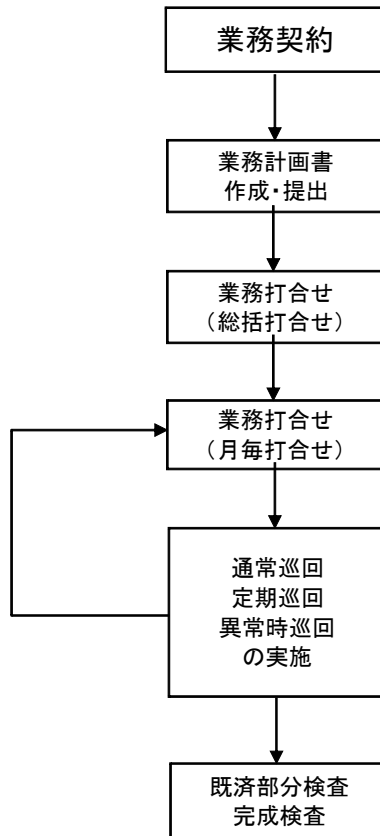 業務契約
業務計画書
作成・提出
業務打合せ
（総括打合せ）
業務打合せ
（月毎打合せ）
通常巡回
定期巡回
異常時巡回
の実施
既済部分検査
完成検査